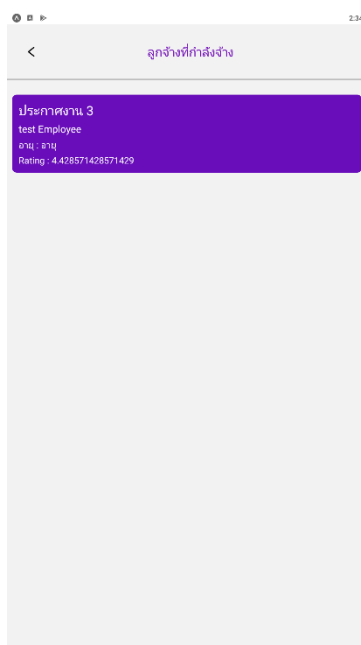 2:34
ลูกจ้างที่กำลังจ้าง
ประกาศงาน 3
test Employee
อายุ : อายุ
Rating : 4.428571428571429